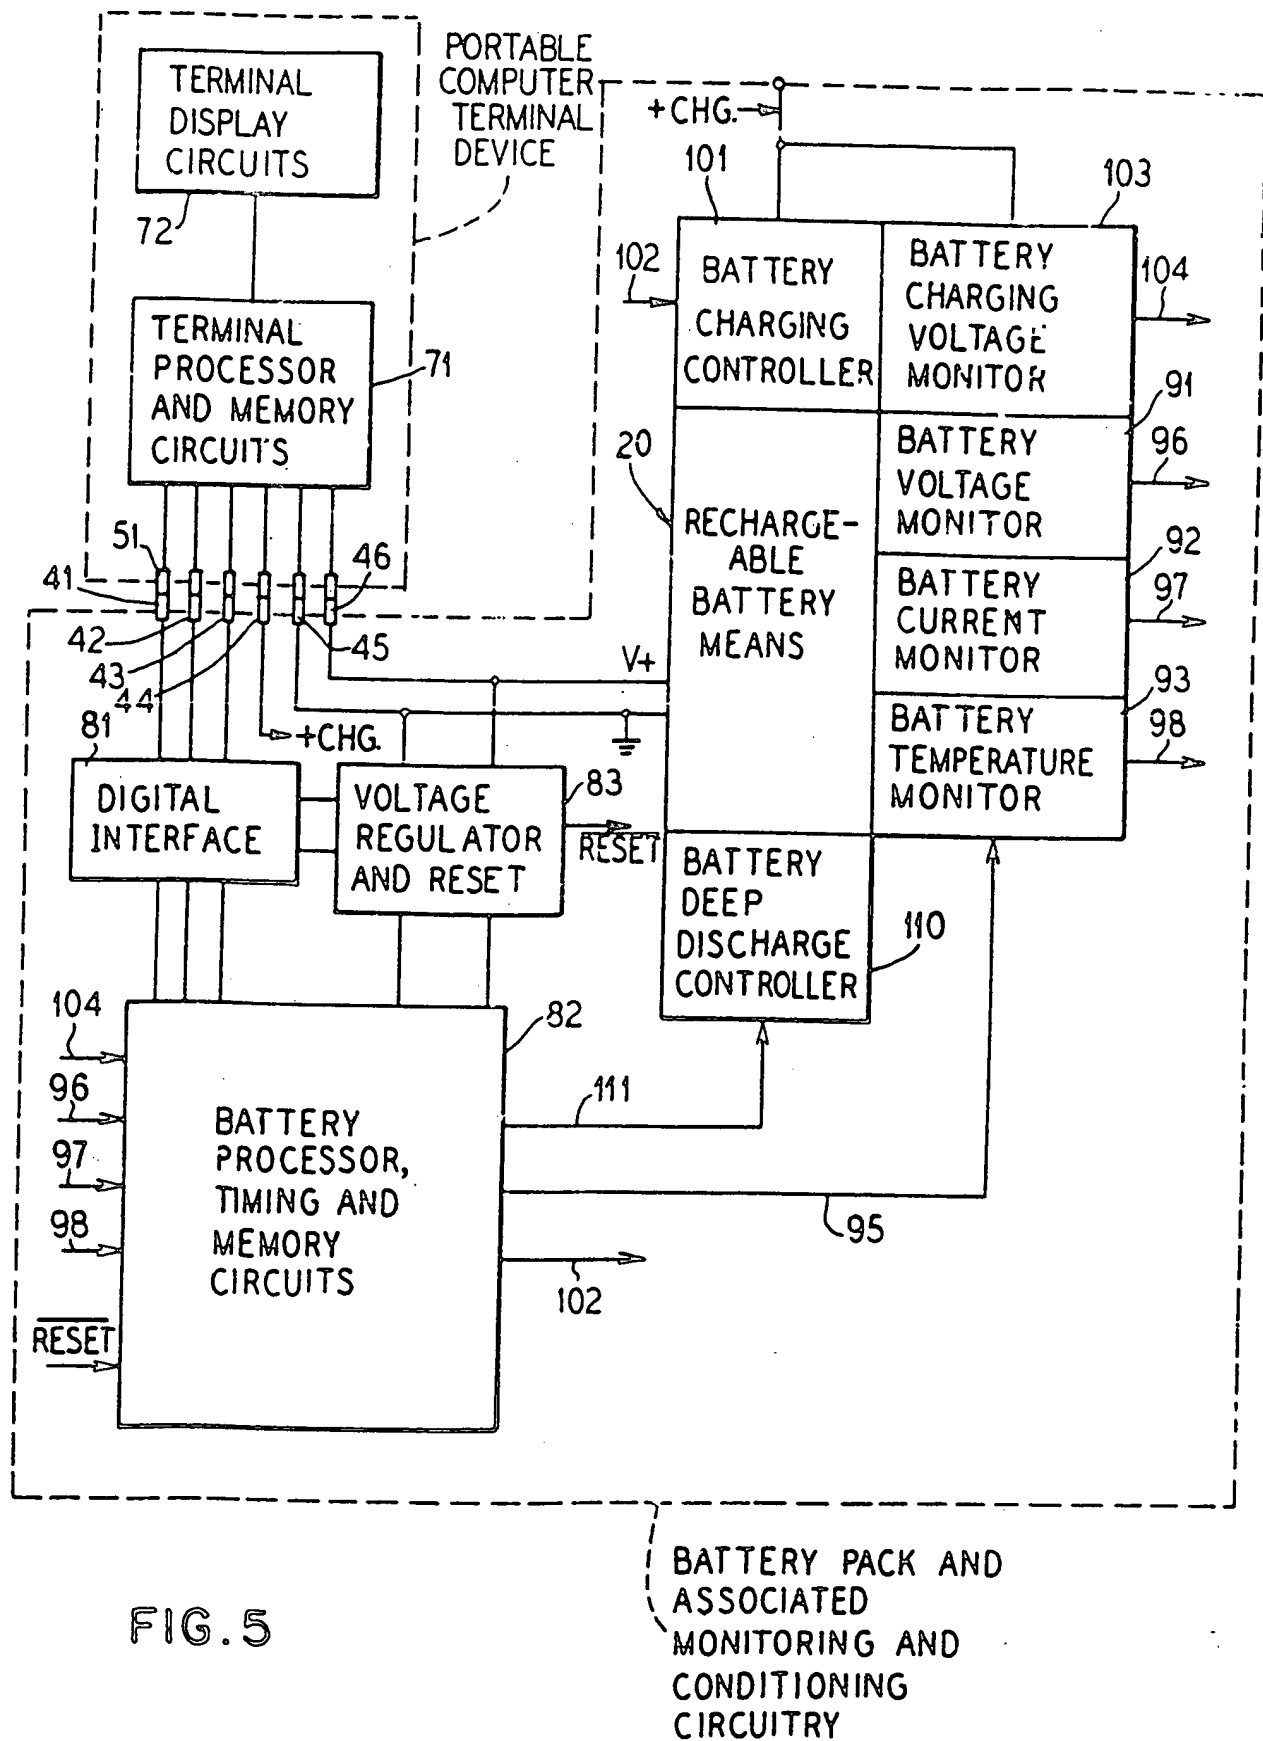 PORTABLE
COMPUTER
TERMINAL
DEVICE
TERMINAL
DISPLAY
CIRCUITS
72
TERMINAL
PROCESSOR
AND MEMORY
CIRCUITS
71
51
41
42
43
44
45
46
+CHG.
+CHG.
101
103
102
BATTERY
CHARGING
CONTROLLER
BATTERY
CHARGING
VOLTAGE
MONITOR
104
91
BATTERY
VOLTAGE
MONITOR
96
20
RECHARGE-
ABLE
BATTERY
MEANS
92
BATTERY
CURRENT
MONITOR
97
V+
93
BATTERY
TEMPERATURE
MONITOR
98
81
DIGITAL
INTERFACE
VOLTAGE
REGULATOR
AND RESET
83
RESET
BATTERY
DEEP
DISCHARGE
CONTROLLER
110
104
96
97
98
RESET
82
BATTERY
PROCESSOR,
TIMING AND
MEMORY
CIRCUITS
111
95
102
BATTERY PACK AND
ASSOCIATED
MONITORING AND
CONDITIONING
CIRCUITRY
FIG. 5